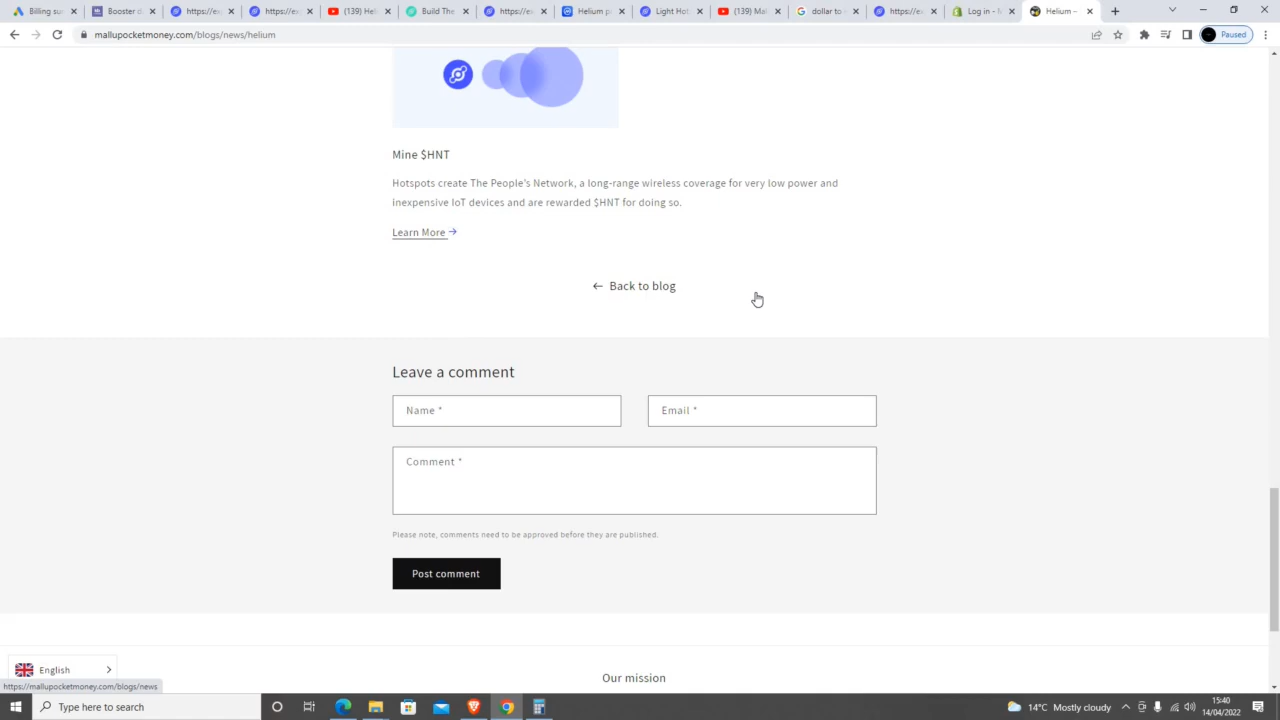 Billing su
Booster d
https://ex
https://ex
(139) He
Build The
https://ex
Helium p
Light Hot
(139) Ma
dollar to
https://ex
Log in –
Helium –
mallupocketmoney.com/blogs/news/helium
Paused
Mine $HNT
Hotspots create The People's Network, a long-range wireless coverage for very low power and
inexpensive IoT devices and are rewarded $HNT for doing so.
Learn More →
← Back to blog
Leave a comment
Name *
Email *
Comment *
Please note, comments need to be approved before they are published.
Post comment
English
Our mission
https://mallupocketmoney.com/blogs/news
Type here to search
14°C Mostly cloudy
15:40
14/04/2022